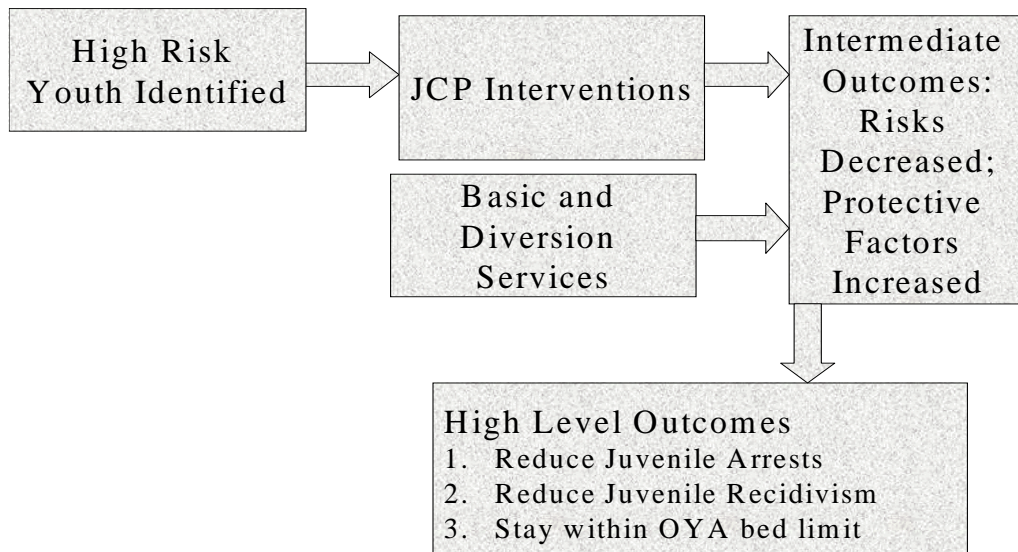 High Risk
Youth Identified
JCP Interventions
Basic and
Diversion
Services
Intermediate
Outcomes:
Risks
Decreased;
Protective
Factors
Increased
High Level Outcomes
1. Reduce Juvenile Arrests
2. Reduce Juvenile Recidivism
3. Stay within OYA bed limit